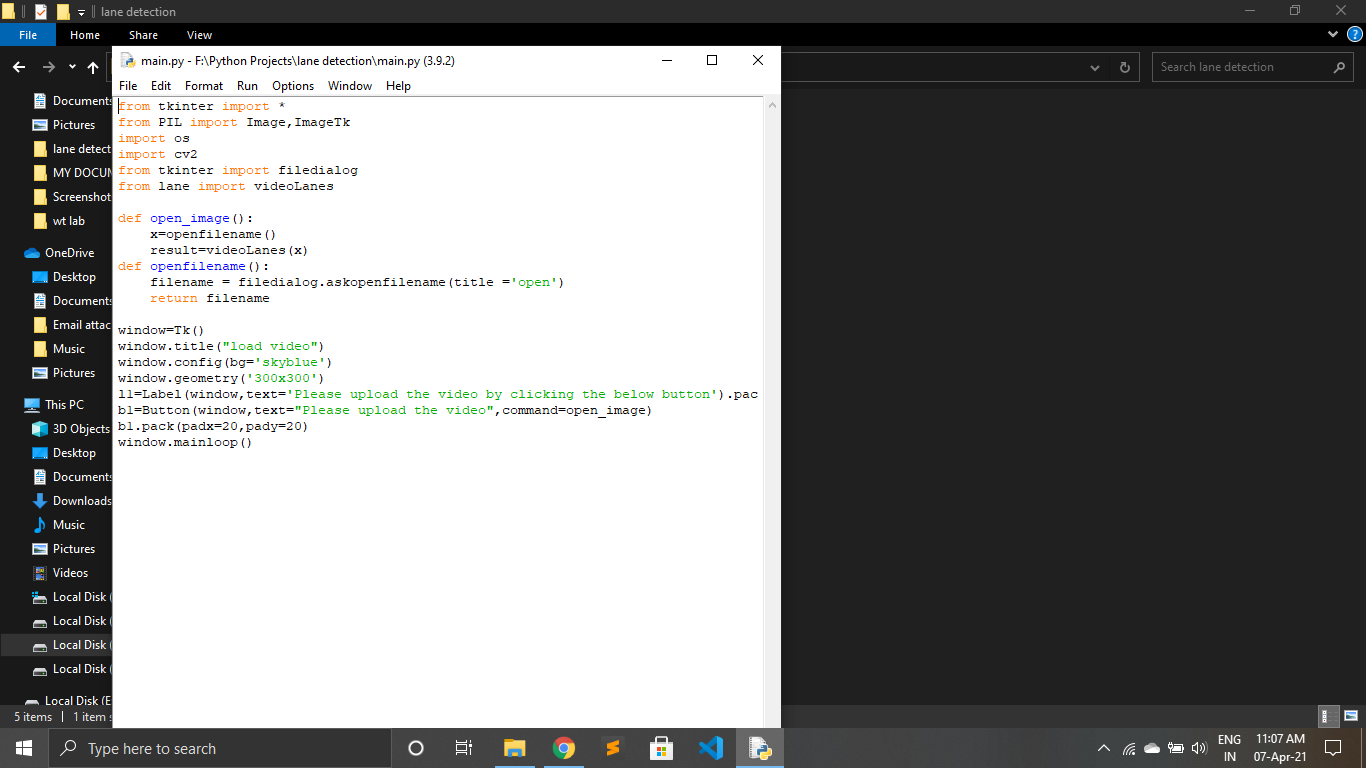 lane detection
File Home Share View
Search lane detection
Documents
Pictures
lane detect
MY DOCUM
Screenshot
wt lab
OneDrive
Desktop
Documents
Email attac
Music
Pictures
This PC
3D Objects
Desktop
Documents
Downloads
Music
Pictures
Videos
Local Disk (
Local Disk (
Local Disk (
Local Disk (
Local Disk (E
5 items 1 item s
main.py - F:\Python Projects\lane detection\main.py (3.9.2)
File Edit Format Run Options Window Help
from tkinter import *
from PIL import Image,ImageTk
import os
import cv2
from tkinter import filedialog
from lane import videoLanes
def open_image():
    x=openfilename()
    result=videoLanes(x)
def openfilename():
    filename = filedialog.askopenfilename(title ='open')
    return filename
window=Tk()
window.title("load video")
window.config(bg='skyblue')
window.geometry('300x300')
l1=Label(window,text='Please upload the video by clicking the below button').pac
b1=Button(window,text="Please upload the video",command=open_image)
b1.pack(padx=20,pady=20)
window.mainloop()
Type here to search
ENG
IN
11:07 AM
07-Apr-21